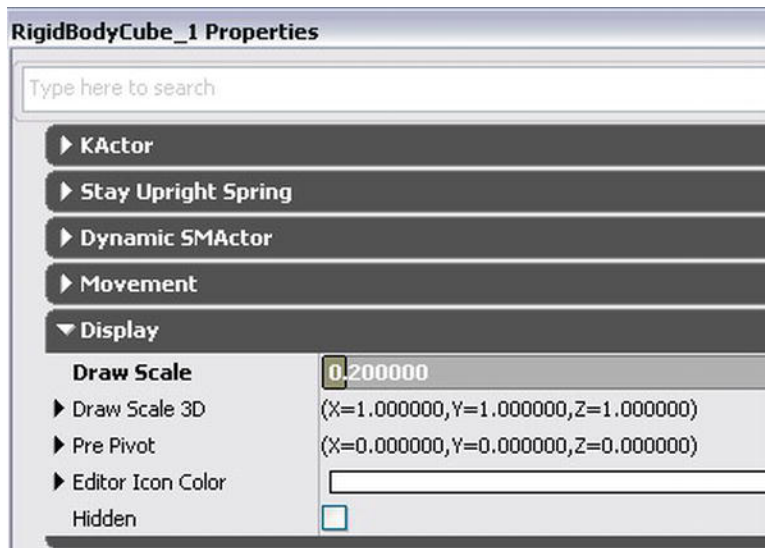 RigidBodyCube_1 Properties
Type here to search
KActor
Stay Upright Spring
Dynamic SMActor
Movement
Display
Draw Scale 0.200000
Draw Scale 3D (X=1.000000,Y=1.000000,Z=1.000000)
Pre Pivot (X=0.000000,Y=0.000000,Z=0.000000)
Editor Icon Color
Hidden